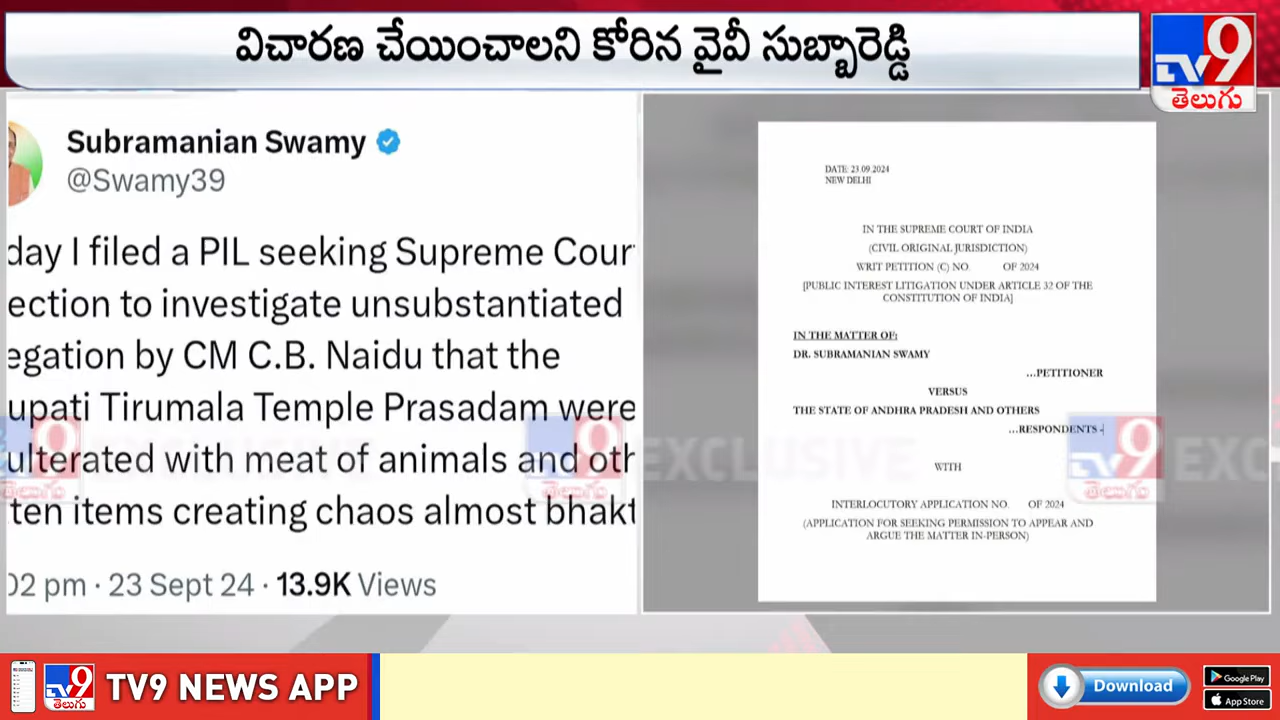 విచారణ చేయించాలని కోరిన వైవీ సుబ్బారెడ్డి
TV9
తెలుగు
Subramanian Swamy
@Swamy39
day I filed a PIL seeking Supreme Cour
ection to investigate unsubstantiated
egation by CM C.B. Naidu that the
upati Tirumala Temple Prasadam were
ulterated with meat of animals and oth
ten items creating chaos almost bhakt
02 pm · 23 Sept 24 · 13.9K Views
DATE: 23.09.2024
NEW DELHI
IN THE SUPREME COURT OF INDIA
(CIVIL ORIGINAL JURISDICTION)
WRIT PETITION (C) NO. OF 2024
[PUBLIC INTEREST LITIGATION UNDER ARTICLE 32 OF THE
CONSTITUTION OF INDIA]
IN THE MATTER OF:
DR. SUBRAMANIAN SWAMY
...PETITIONER
VERSUS
THE STATE OF ANDHRA PRADESH AND OTHERS
...RESPONDENTS
WITH
INTERLOCUTORY APPLICATION NO. OF 2024
(APPLICATION FOR SEEKING PERMISSION TO APPEAR AND
ARGUE THE MATTER IN-PERSON)
EXCLUSIVE
TV9
తెలుగు
TV9 NEWS APP
Download
Google Play
App Store